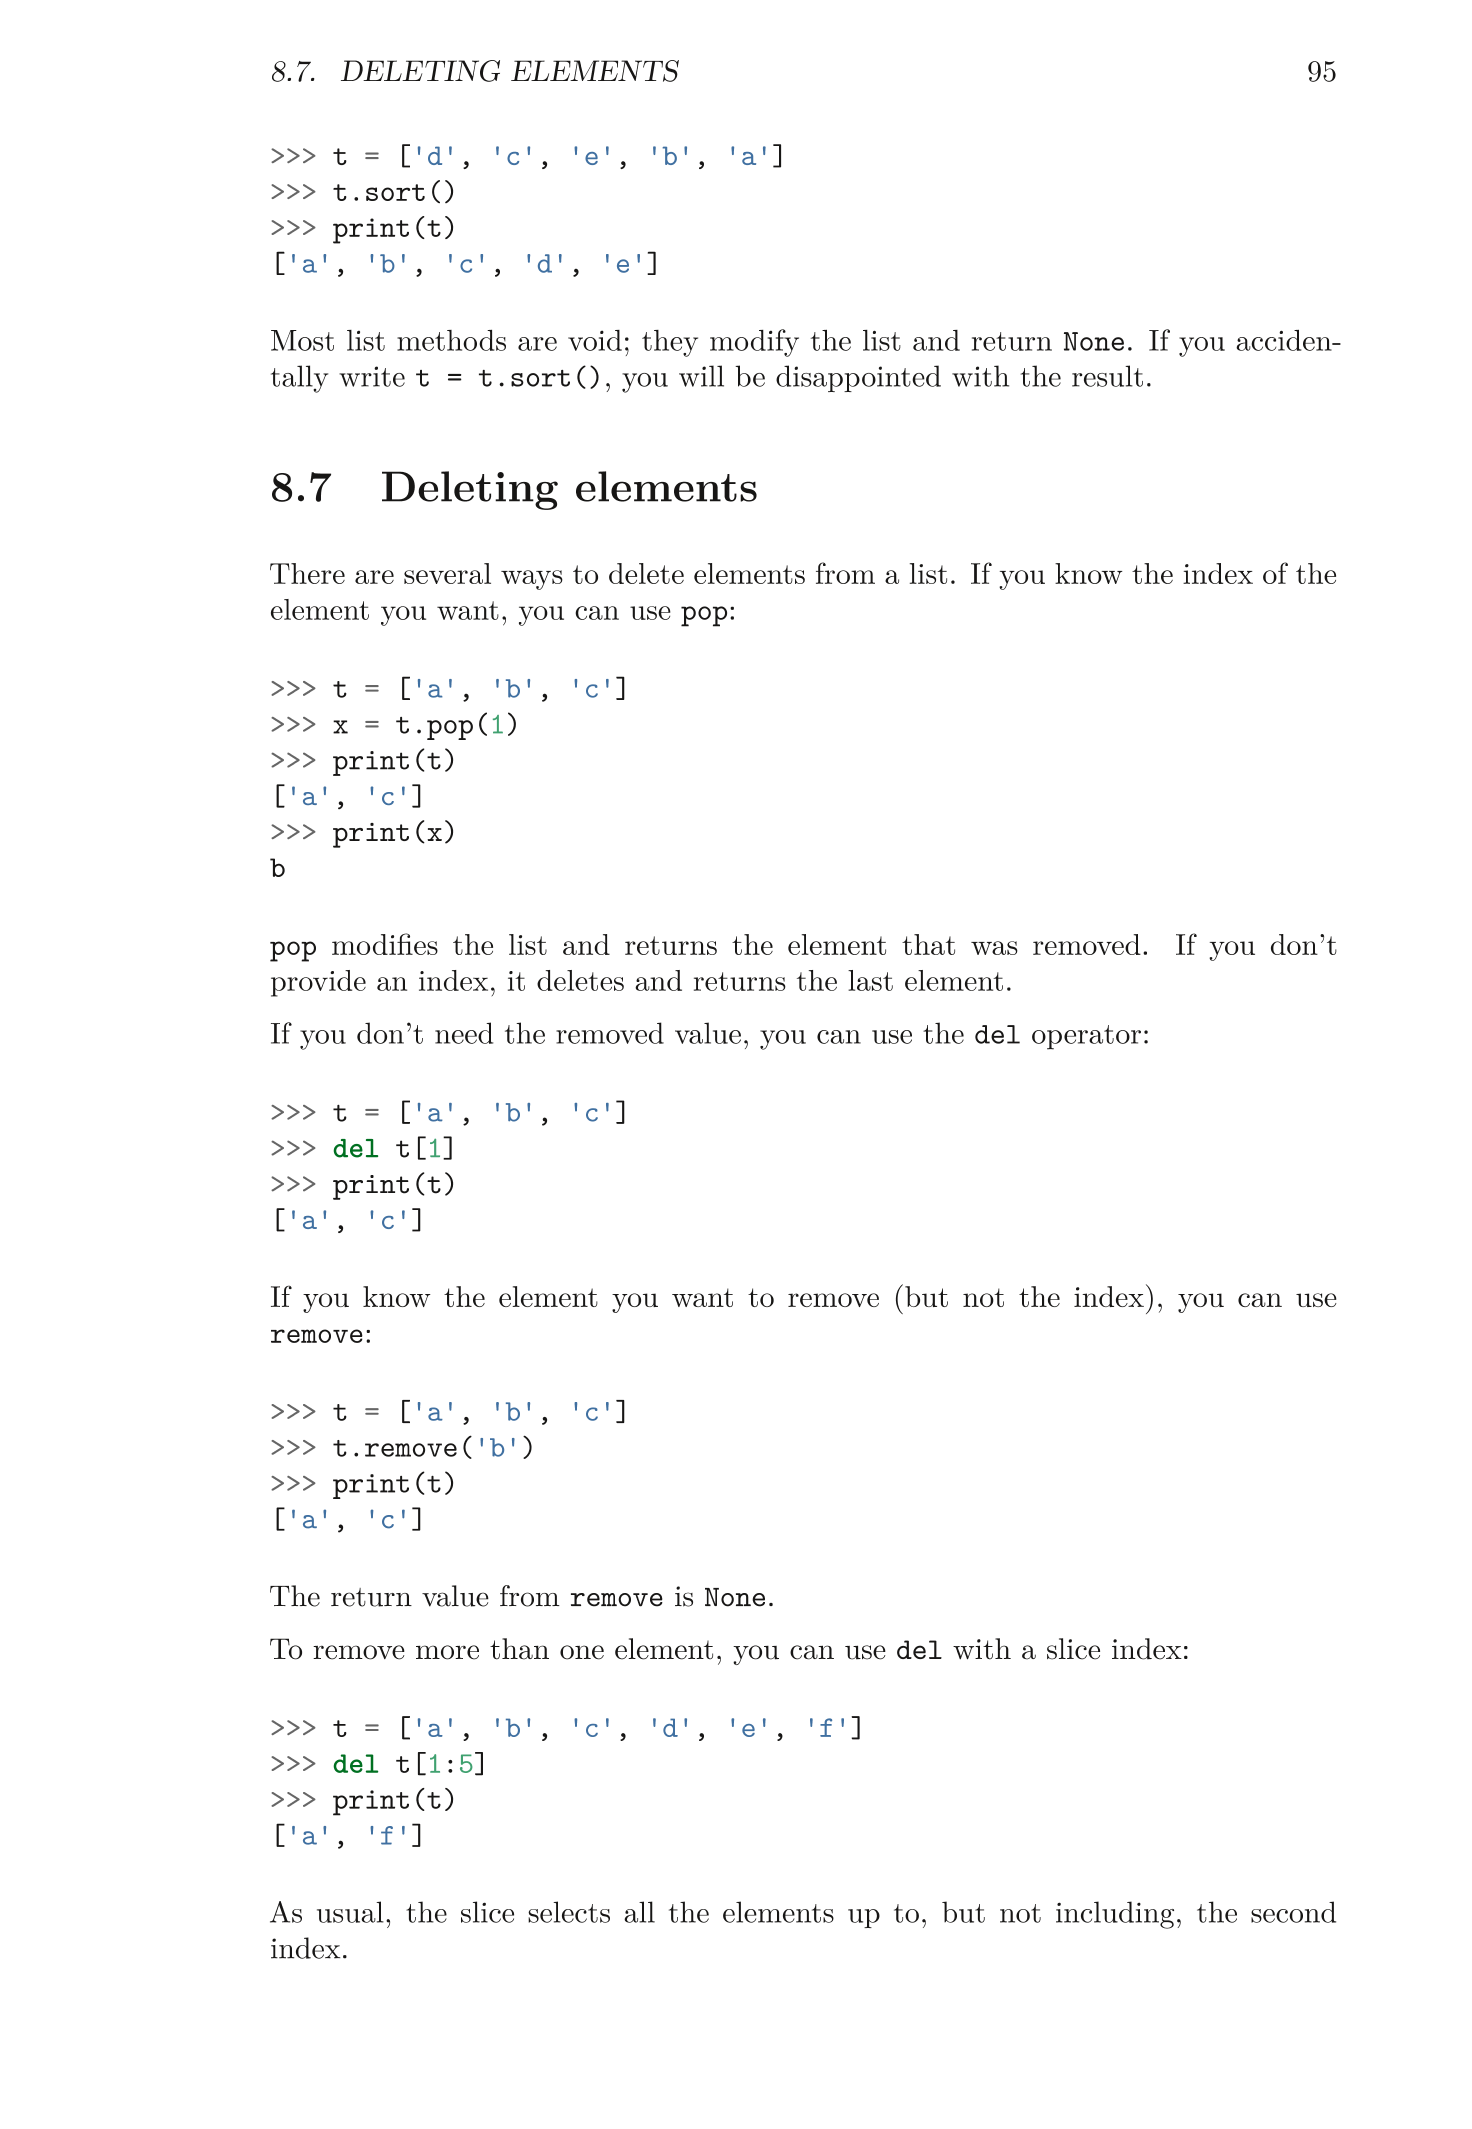 8.7. DELETING ELEMENTS 95
>>> t = ['d', 'c', 'e', 'b', 'a']
>>> t.sort()
>>> print(t)
['a', 'b', 'c', 'd', 'e']
Most list methods are void; they modify the list and return None. If you acciden-
tally write t = t.sort(), you will be disappointed with the result.
8.7 Deleting elements
There are several ways to delete elements from a list. If you know the index of the
element you want, you can use pop:
>>> t = ['a', 'b', 'c']
>>> x = t.pop(1)
>>> print(t)
['a', 'c']
>>> print(x)
b
pop modifies the list and returns the element that was removed. If you don't
provide an index, it deletes and returns the last element.
If you don't need the removed value, you can use the del operator:
>>> t = ['a', 'b', 'c']
>>> del t[1]
>>> print(t)
['a', 'c']
If you know the element you want to remove (but not the index), you can use
remove:
>>> t = ['a', 'b', 'c']
>>> t.remove('b')
>>> print(t)
['a', 'c']
The return value from remove is None.
To remove more than one element, you can use del with a slice index:
>>> t = ['a', 'b', 'c', 'd', 'e', 'f']
>>> del t[1:5]
>>> print(t)
['a', 'f']
As usual, the slice selects all the elements up to, but not including, the second
index.